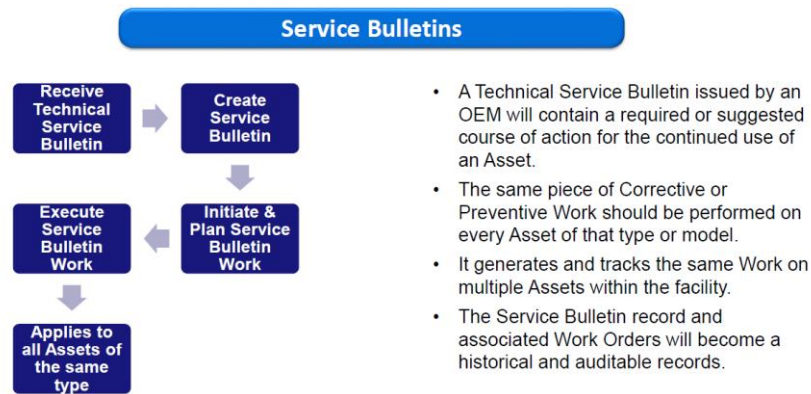 Service Bulletins
Receive
Technical
Service
Bulletin
Create
Service
Bulletin
Initiate &
Plan Service
Bulletin
Work
Execute
Service
Bulletin
Work
Applies to
all Assets of
the same
type
• A Technical Service Bulletin issued by an
OEM will contain a required or suggested
course of action for the continued use of
an Asset.
• The same piece of Corrective or
Preventive Work should be performed on
every Asset of that type or model.
• It generates and tracks the same Work on
multiple Assets within the facility.
• The Service Bulletin record and
associated Work Orders will become a
historical and auditable records.